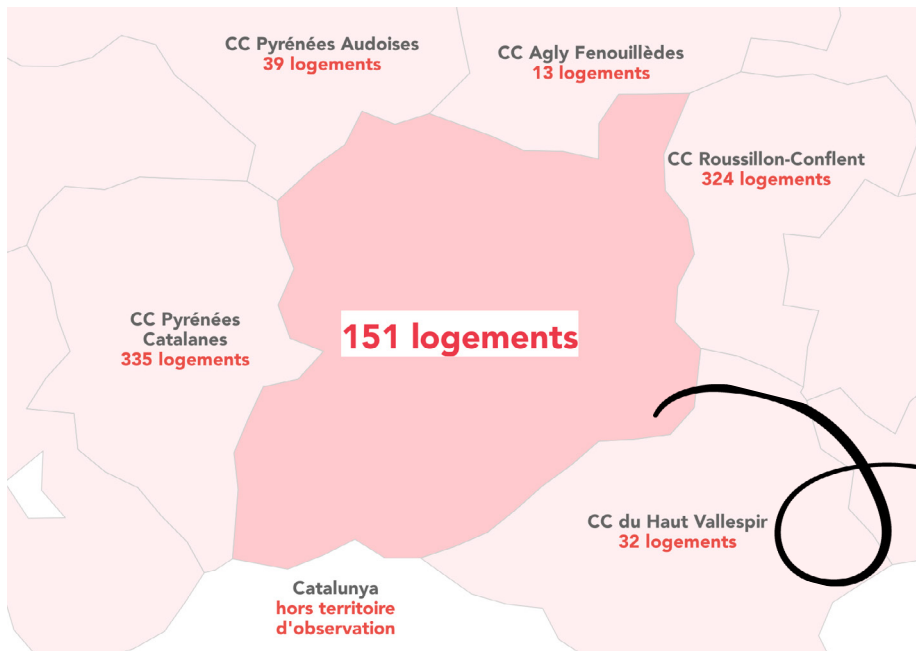 CC Pyrénées Audoises
39 logements
CC Agly Fenouillèdes
13 logements
CC Roussillon-Conflent
324 logements
CC Pyrénées
Catalanes
335 logements
151 logements
CC du Haut Vallespir
32 logements
Catalunya
hors territoire
d'observation